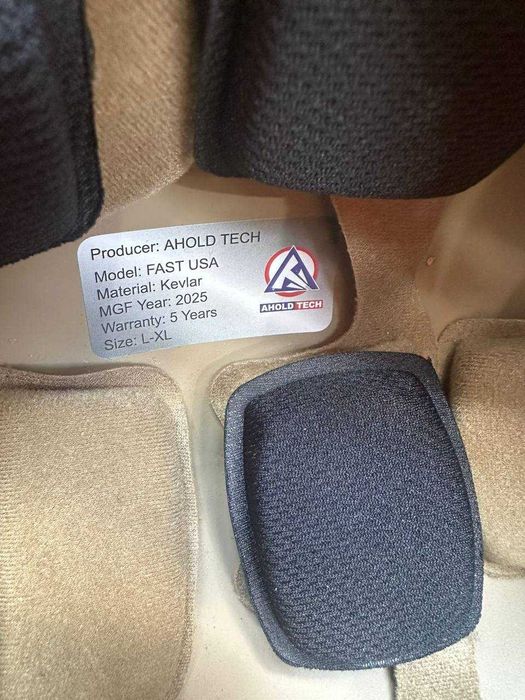 Producer: AHOLD TECH
Model: FAST USA
Material: Kevlar
MGF Year: 2025
Warranty: 5 Years
Size: L-XL
AHOLD TECH